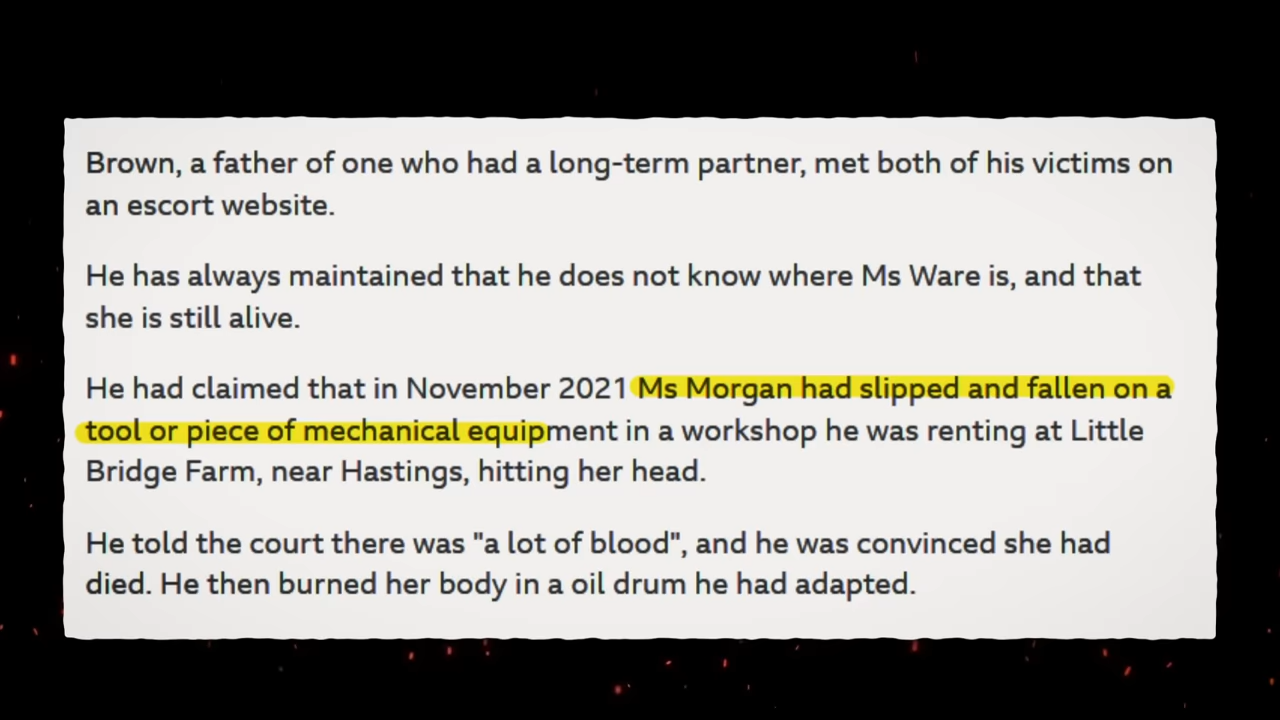 Brown, a father of one who had a long-term partner, met both of his victims on
an escort website.
He has always maintained that he does not know where Ms Ware is, and that
she is still alive.
He had claimed that in November 2021 Ms Morgan had slipped and fallen on a
tool or piece of mechanical equipment in a workshop he was renting at Little
Bridge Farm, near Hastings, hitting her head.
He told the court there was "a lot of blood", and he was convinced she had
died. He then burned her body in a oil drum he had adapted.